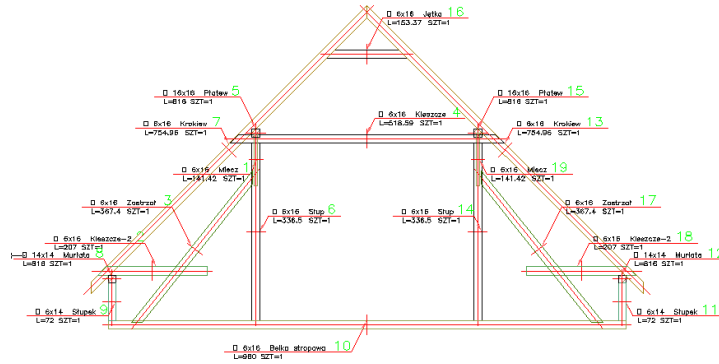 □ 6x16 Jętka 16
L=153.37 SZT=1
□ 16x16 Płatew 5
L=816 SZT=1
□ 16x16 Płatew 15
L=816 SZT=1
□ 6x16 Kleszcze 4
L=518.59 SZT=1
□ 8x16 Krokiew 7
L=754.96 SZT=1
□ 8x16 Krokiew 13
L=754.96 SZT=1
□ 6x16 Miecz 1
L=141.42 SZT=1
□ 6x16 Miecz 19
L=141.42 SZT=1
□ 6x16 Zastrzał 3
L=367.4 SZT=1
□ 6x16 Zastrzał 17
L=367.4 SZT=1
□ 6x16 Słup 6
L=336.5 SZT=1
□ 6x16 Słup 14
L=336.5 SZT=1
□ 6x16 Kleszcze-2 2
L=207 SZT=1
□ 6x16 Kleszcze-2 18
L=207 SZT=1
□ 14x14 Murłata 8
L=816 SZT=1
□ 14x14 Murłata 12
L=816 SZT=1
□ 6x14 Słupek 9
L=72 SZT=1
□ 6x14 Słupek 11
L=72 SZT=1
□ 6x16 Belka stropowa 10
L=980 SZT=1